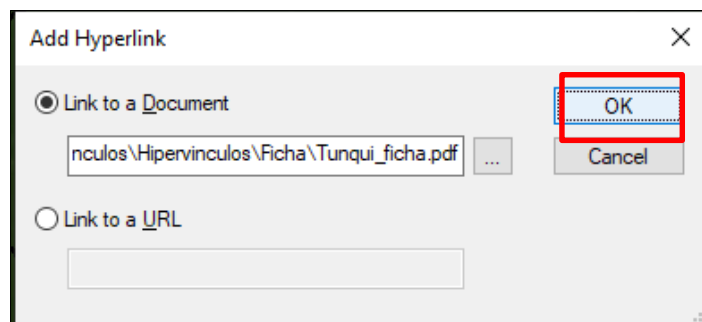 Add Hyperlink
Link to a Document
OK
nculos\Hipervinculos\Ficha\Tunqui_ficha.pdf
...
Cancel
Link to a URL